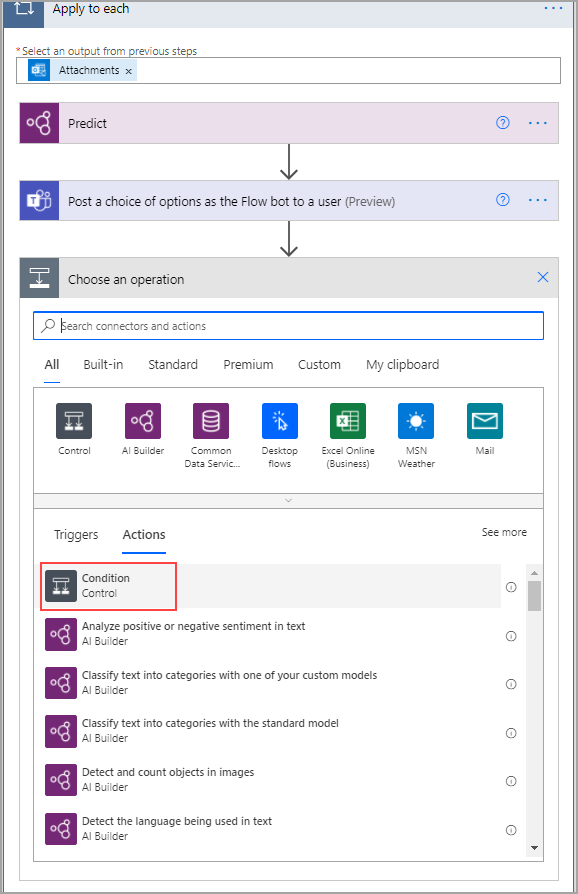 Apply to each
*Select an output from previous steps
Attachments ×
Predict
Post a choice of options as the Flow bot to a user (Preview)
Choose an operation
Search connectors and actions
All Built-in Standard Premium Custom My clipboard
Control AI Builder Common Data Servic... Desktop flows Excel Online (Business) MSN Weather Mail
Triggers Actions See more
Condition
Control
Analyze positive or negative sentiment in text
AI Builder
Classify text into categories with one of your custom models
AI Builder
Classify text into categories with the standard model
AI Builder
Detect and count objects in images
AI Builder
Detect the language being used in text
AI Builder